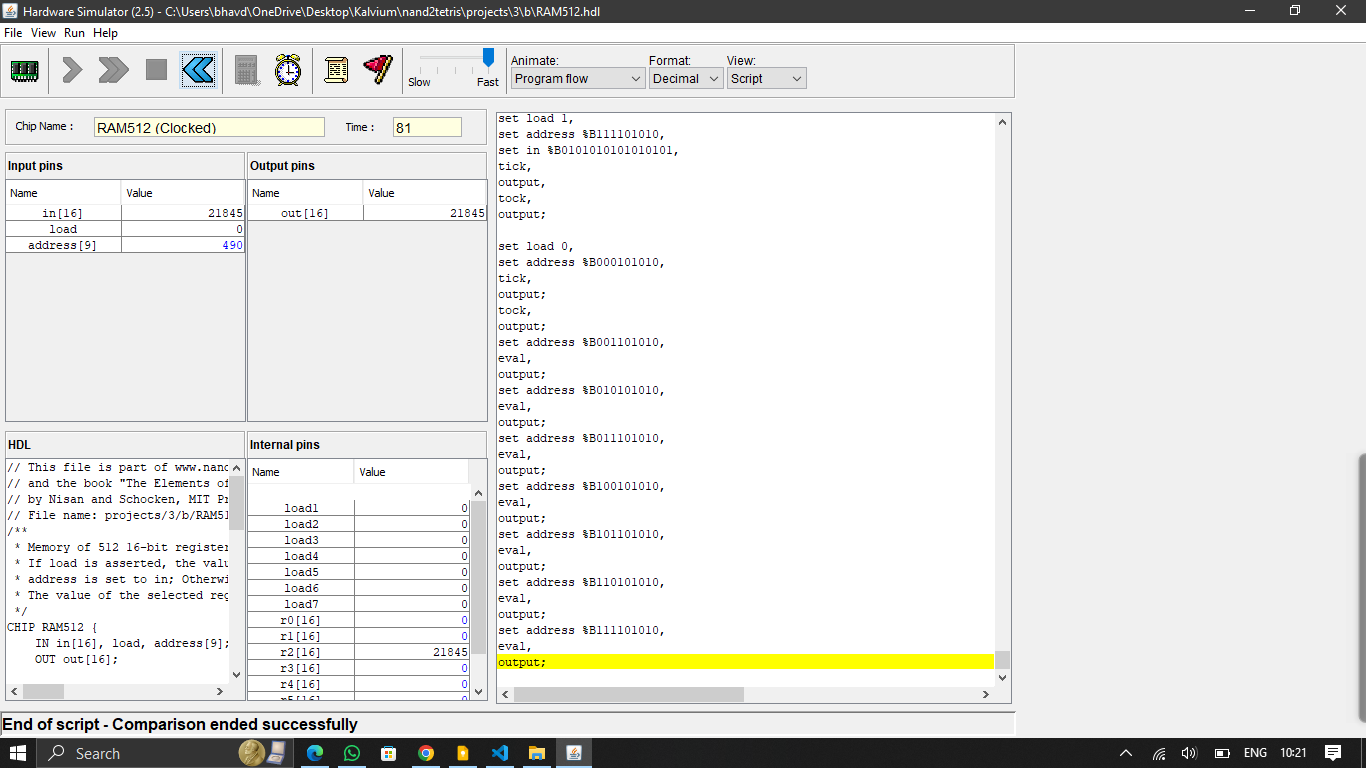 Hardware Simulator (2.5) - C:\Users\bhavd\OneDrive\Desktop\Kalvium\nand2tetris\projects\3\b\RAM512.hdl
File View Run Help
Slow Fast
Animate: Format: View:
Program flow Decimal Script
Chip Name : RAM512 (Clocked) Time : 81
Input pins
Name Value
in[16] 21845
load 0
address[9] 490
Output pins
Name Value
out[16] 21845
HDL
// This file is part of www.nand
// and the book "The Elements of
// by Nisan and Schocken, MIT Pr
// File name: projects/3/b/RAM51
/**
* Memory of 512 16-bit register
* If load is asserted, the valu
* address is set to in; Otherwi
* The value of the selected reg
*/
CHIP RAM512 {
IN in[16], load, address[9];
OUT out[16];
Internal pins
Name Value
load1 0
load2 0
load3 0
load4 0
load5 0
load6 0
load7 0
r0[16] 0
r1[16] 0
r2[16] 21845
r3[16] 0
r4[16] 0
r5[16] 0
set load 1,
set address %B111101010,
set in %B0101010101010101,
tick,
output,
tock,
output;
set load 0,
set address %B000101010,
tick,
output;
tock,
output;
set address %B001101010,
eval,
output;
set address %B010101010,
eval,
output;
set address %B011101010,
eval,
output;
set address %B100101010,
eval,
output;
set address %B101101010,
eval,
output;
set address %B110101010,
eval,
output;
set address %B111101010,
eval,
output;
End of script - Comparison ended successfully
Search
ENG 10:21